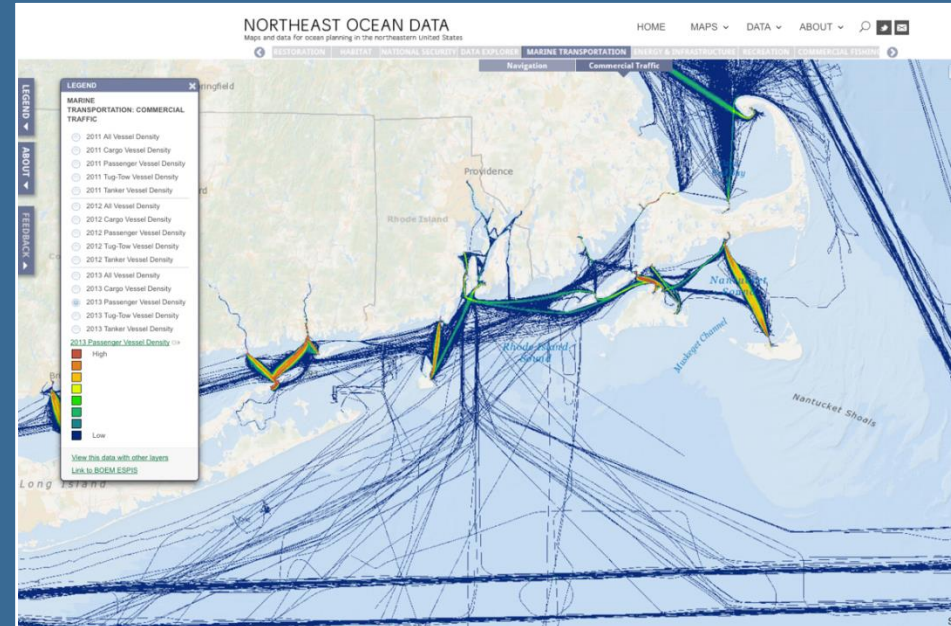 NORTHEAST OCEAN DATA
Maps and data for ocean planning in the northeastern United States
HOME MAPS DATA ABOUT
RESTORATION HABITAT NATIONAL SECURITY DATA EXPLORER MARINE TRANSPORTATION ENERGY & INFRASTRUCTURE RECREATION COMMERCIAL FISHING
Navigation Commercial Traffic
LEGEND
ABOUT
FEEDBACK
LEGEND
MARINE
TRANSPORTATION: COMMERCIAL
TRAFFIC
2011 All Vessel Density
2011 Cargo Vessel Density
2011 Passenger Vessel Density
2011 Tug-Tow Vessel Density
2011 Tanker Vessel Density
2012 All Vessel Density
2012 Cargo Vessel Density
2012 Passenger Vessel Density
2012 Tug-Tow Vessel Density
2012 Tanker Vessel Density
2013 All Vessel Density
2013 Cargo Vessel Density
2013 Passenger Vessel Density
2013 Tug-Tow Vessel Density
2013 Tanker Vessel Density
2013 Passenger Vessel Density
High
Low
View this data with other layers
Link to BOEM ESPIS
Providence
Rhode Island
Rhode Island
Sound
Nantucket
Sound
Muskeget Channel
Nantucket Shoals
Long Island